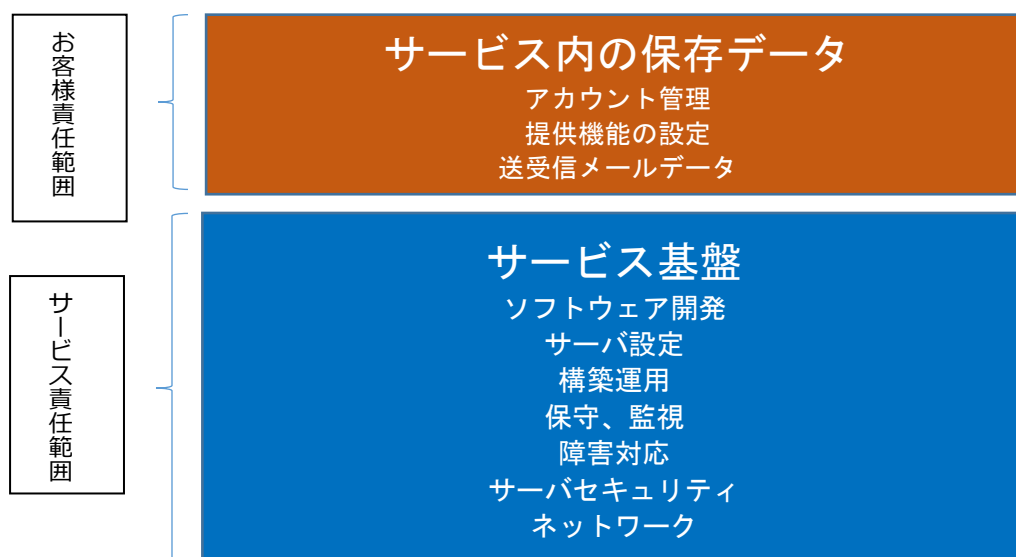 お客様責任範囲
サービス内の保存データ
アカウント管理
提供機能の設定
送受信メールデータ
サービス責任範囲
サービス基盤
ソフトウェア開発
サーバ設定
構築運用
保守、監視
障害対応
サーバセキュリティ
ネットワーク